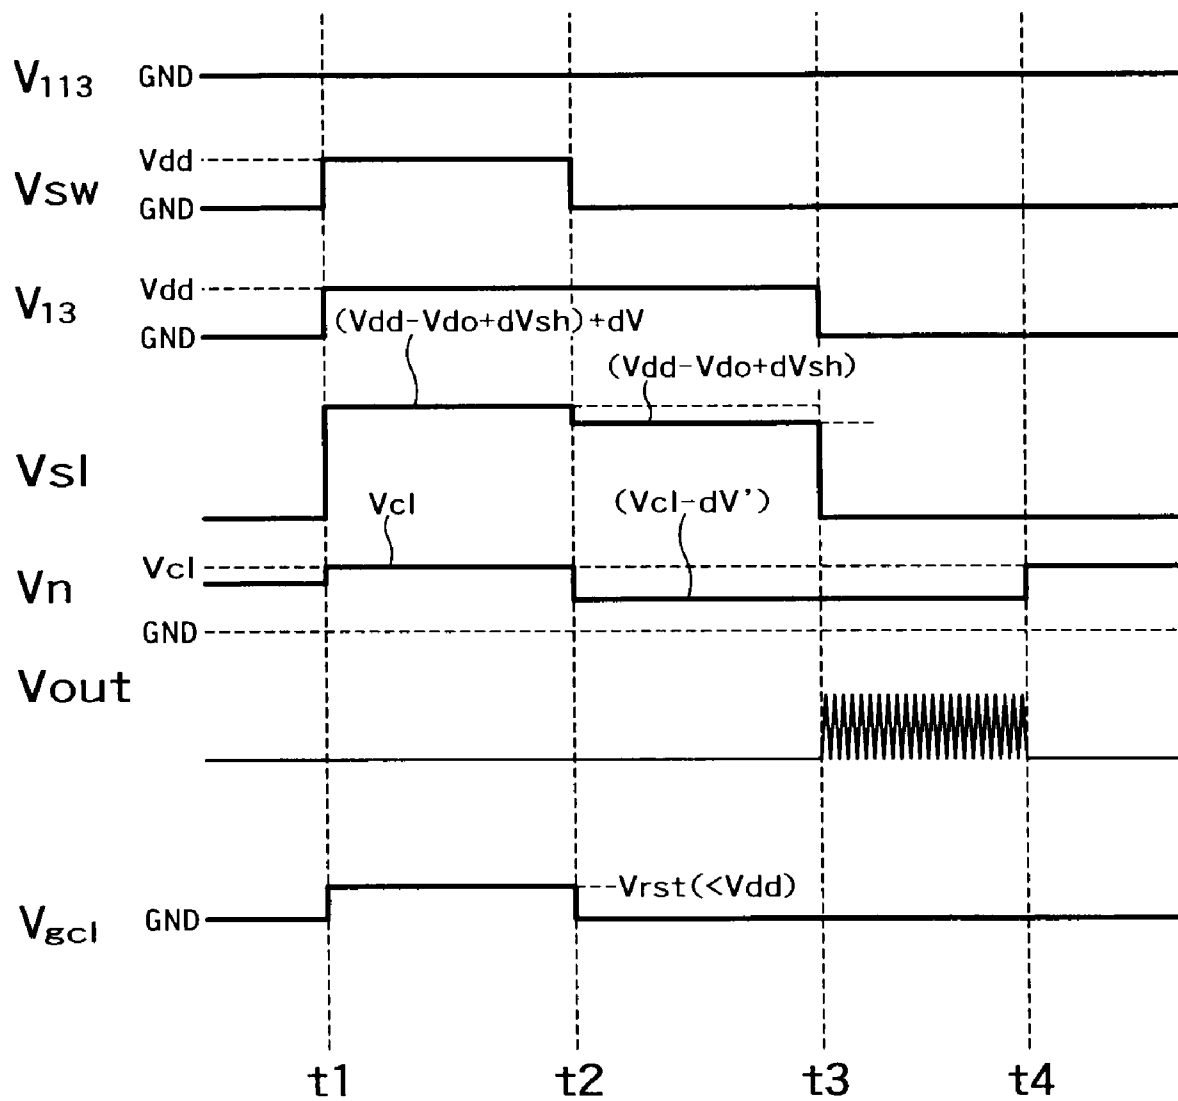 V113 GND
Vdd
Vsw
GND
Vdd
V13
GND
(Vdd-Vdo+dVsh)+dV
(Vdd-Vdo+dVsh)
Vsl
Vcl
(Vcl-dV')
Vcl
Vn
GND
Vout
Vrst(<Vdd)
Vgcl GND
t1 t2 t3 t4